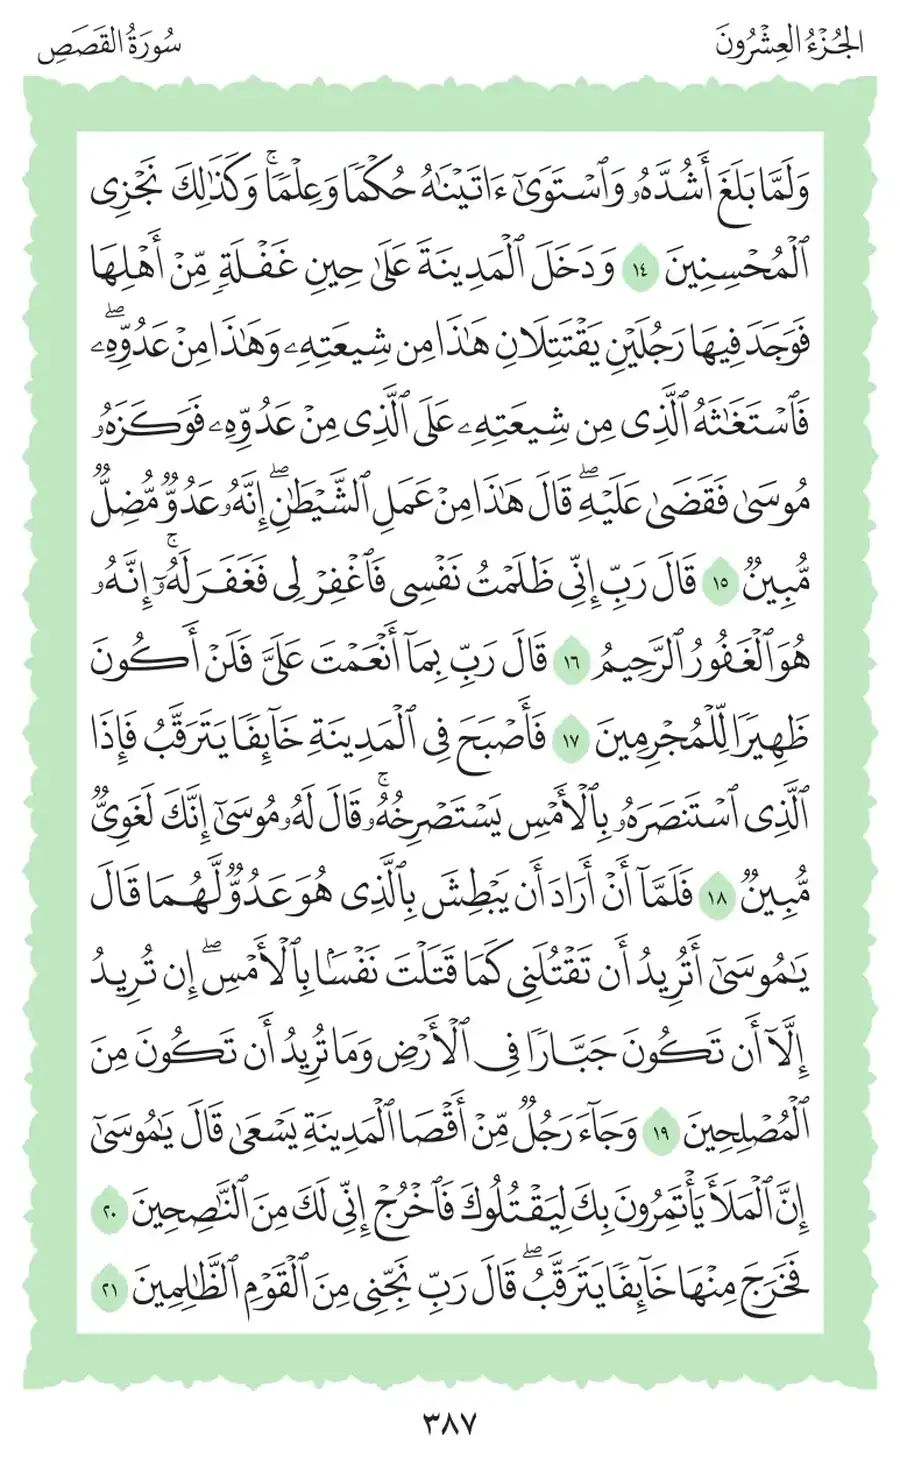 الجُزْءُ العِشْرُونَ
سُورَةُ القَصَصِ
وَلَمَّا بَلَغَ أَشُدَّهُۥ وَٱسْتَوَىٰٓ ءَاتَيْنَـٰهُ حُكْمًا وَعِلْمًا ۚ وَكَذَٰلِكَ نَجْزِى
ٱلْمُحْسِنِينَ ١٤ وَدَخَلَ ٱلْمَدِينَةَ عَلَىٰ حِينِ غَفْلَةٍ مِّنْ أَهْلِهَا
فَوَجَدَ فِيهَا رَجُلَيْنِ يَقْتَتِلَانِ هَـٰذَا مِن شِيعَتِهِۦ وَهَـٰذَا مِنْ عَدُوِّهِۦ ۖ
فَٱسْتَغَـٰثَهُ ٱلَّذِى مِن شِيعَتِهِۦ عَلَى ٱلَّذِى مِنْ عَدُوِّهِۦ فَوَكَزَهُۥ
مُوسَىٰ فَقَضَىٰ عَلَيْهِ ۖ قَالَ هَـٰذَا مِنْ عَمَلِ ٱلشَّيْطَـٰنِ ۖ إِنَّهُۥ عَدُوٌّ مُّضِلٌّ
مُّبِينٌ ١٥ قَالَ رَبِّ إِنِّى ظَلَمْتُ نَفْسِى فَٱغْفِرْ لِى فَغَفَرَ لَهُۥٓ ۚ إِنَّهُۥ
هُوَ ٱلْغَفُورُ ٱلرَّحِيمُ ١٦ قَالَ رَبِّ بِمَآ أَنْعَمْتَ عَلَىَّ فَلَنْ أَكُونَ
ظَهِيرًا لِّلْمُجْرِمِينَ ١٧ فَأَصْبَحَ فِى ٱلْمَدِينَةِ خَآئِفًا يَتَرَقَّبُ فَإِذَا
ٱلَّذِى ٱسْتَنصَرَهُۥ بِٱلْأَمْسِ يَسْتَصْرِخُهُۥ ۚ قَالَ لَهُۥ مُوسَىٰٓ إِنَّكَ لَغَوِىٌّ
مُّبِينٌ ١٨ فَلَمَّآ أَنْ أَرَادَ أَن يَبْطِشَ بِٱلَّذِى هُوَ عَدُوٌّ لَّهُمَا قَالَ
يَـٰمُوسَىٰٓ أَتُرِيدُ أَن تَقْتُلَنِى كَمَا قَتَلْتَ نَفْسًۢا بِٱلْأَمْسِ ۖ إِن تُرِيدُ
إِلَّآ أَن تَكُونَ جَبَّارًا فِى ٱلْأَرْضِ وَمَا تُرِيدُ أَن تَكُونَ مِنَ
ٱلْمُصْلِحِينَ ١٩ وَجَآءَ رَجُلٌ مِّنْ أَقْصَا ٱلْمَدِينَةِ يَسْعَىٰ قَالَ يَـٰمُوسَىٰٓ
إِنَّ ٱلْمَلَأَ يَأْتَمِرُونَ بِكَ لِيَقْتُلُوكَ فَٱخْرُجْ إِنِّى لَكَ مِنَ ٱلنَّـٰصِحِينَ ٢٠
فَخَرَجَ مِنْهَا خَآئِفًا يَتَرَقَّبُ ۖ قَالَ رَبِّ نَجِّنِى مِنَ ٱلْقَوْمِ ٱلظَّـٰلِمِينَ ٢١
٣٨٧